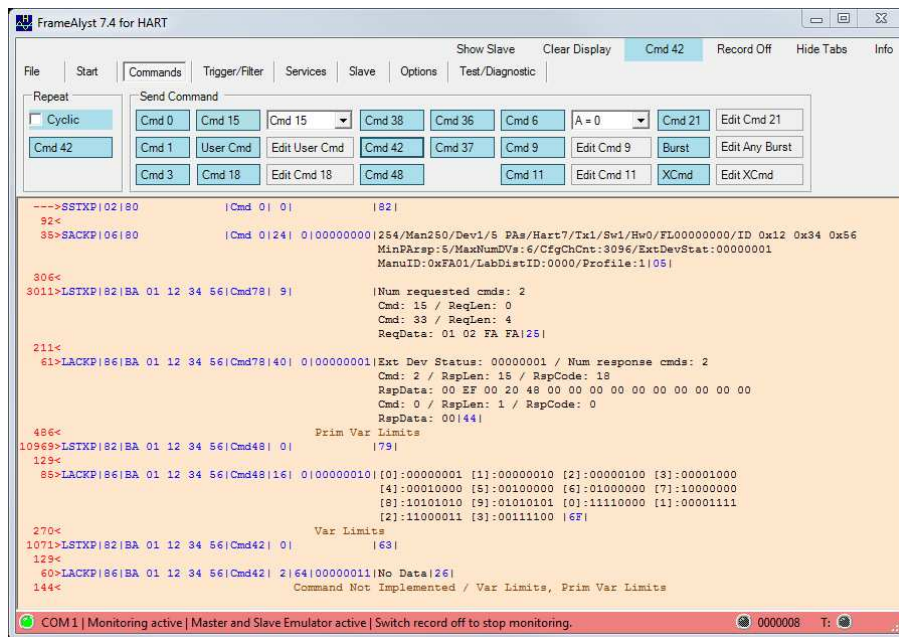 FrameAlyst 7.4 for HART
Show Slave Clear Display Cmd 42 Record Off Hide Tabs Info
File Start Commands Trigger/Filter Services Slave Options Test/Diagnostic
Repeat Send Command
Cyclic Cmd 0 Cmd 15 Cmd 15 Cmd 38 Cmd 36 Cmd 6 A = 0 Cmd 21 Edit Cmd 21
Cmd 42 Cmd 1 User Cmd Edit User Cmd Cmd 42 Cmd 37 Cmd 9 Edit Cmd 9 Burst Edit Any Burst
Cmd 3 Cmd 18 Edit Cmd 18 Cmd 48 Cmd 11 Edit Cmd 11 XCmd Edit XCmd
--->SSTXP|02|80 |Cmd 0| 0| |82|
92<
35>SACKP|06|80 |Cmd 0|24| 0|00000000|254/Man250/Dev1/5 PAs/Hart7/Tx1/Sw1/Hw0/FL00000000/ID 0x12 0x34 0x56
MinPArsp:5/MaxNumDVs:6/CfgChCnt:3096/ExtDevStat:00000001
ManuID:0xFA01/LabDistID:0000/Profile:1|05|
306<
3011>LSTXP|82|BA 01 12 34 56|Cmd78| 9| |Num requested cmds: 2
Cmd: 15 / ReqLen: 0
Cmd: 33 / ReqLen: 4
ReqData: 01 02 FA FA|25|
211<
61>LACKP|86|BA 01 12 34 56|Cmd78|40| 0|00000001|Ext Dev Status: 00000001 / Num response cmds: 2
Cmd: 2 / RspLen: 15 / RspCode: 18
RspData: 00 EF 00 20 48 00 00 00 00 00 00 00 00 00 00
Cmd: 0 / RspLen: 1 / RspCode: 0
RspData: 00|44|
486< Prim Var Limits
10969>LSTXP|82|BA 01 12 34 56|Cmd48| 0| |79|
129<
85>LACKP|86|BA 01 12 34 56|Cmd48|16| 0|00000010|[0]:00000001 [1]:00000010 [2]:00000100 [3]:00001000
[4]:00010000 [5]:00100000 [6]:01000000 [7]:10000000
[8]:10101010 [9]:01010101 [0]:11110000 [1]:00001111
[2]:11000011 [3]:00111100 |6F|
270< Var Limits
1071>LSTXP|82|BA 01 12 34 56|Cmd42| 0| |63|
129<
60>LACKP|86|BA 01 12 34 56|Cmd42| 2|64|00000011|No Data|26|
144< Command Not Implemented / Var Limits, Prim Var Limits
COM1 | Monitoring active | Master and Slave Emulator active | Switch record off to stop monitoring. 0000008 T: